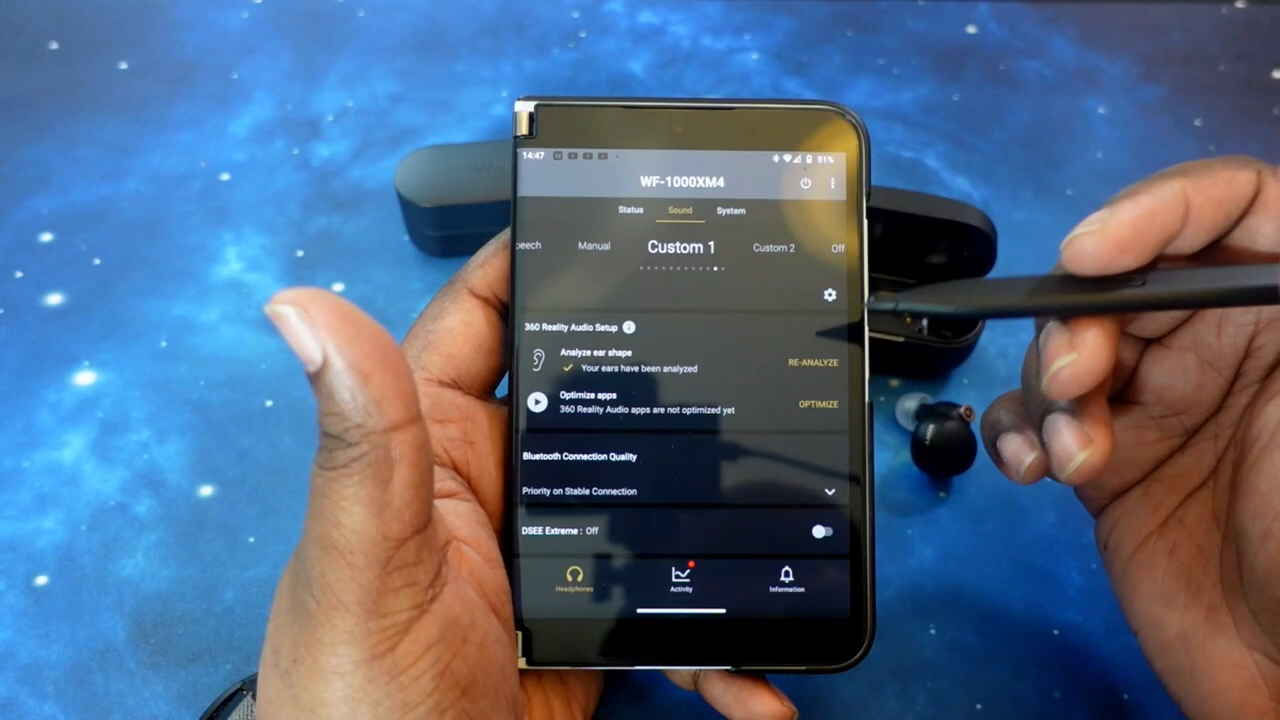 14:47
51%
WF-1000XM4
Status Sound System
peech Manual Custom 1 Custom 2 Off
360 Reality Audio Setup
Analyze ear shape
Your ears have been analyzed
RE-ANALYZE
Optimize apps
360 Reality Audio apps are not optimized yet
OPTIMIZE
Bluetooth Connection Quality
Priority on Stable Connection
DSEE Extreme : Off
Headphones Activity Information
SONY